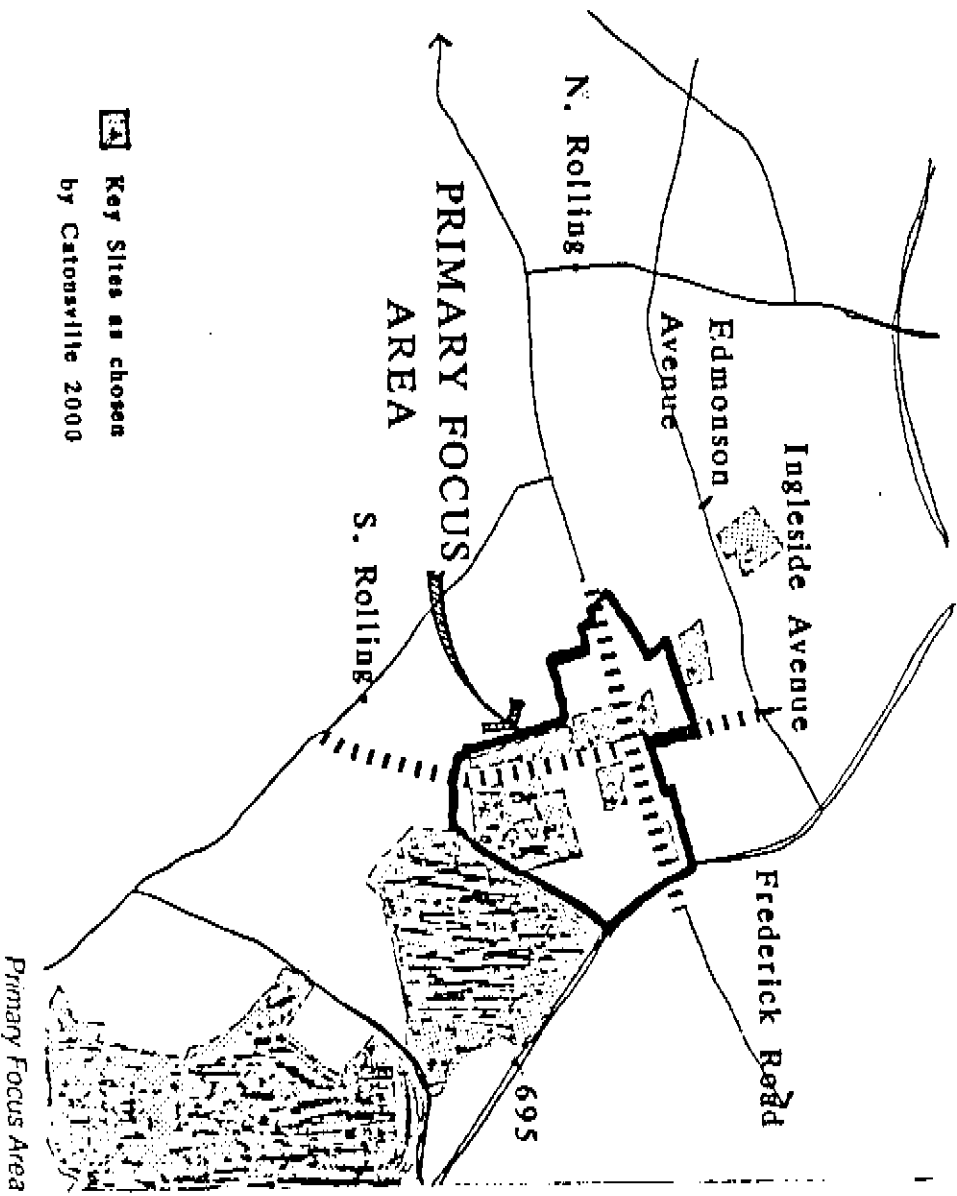 Ingleside Avenue
Frederick Road
Edmonson
Avenue
N. Rolling
695
PRIMARY FOCUS
AREA
S. Rolling
Key Sites as chosen
by Catonsville 2000
Primary Focus Area